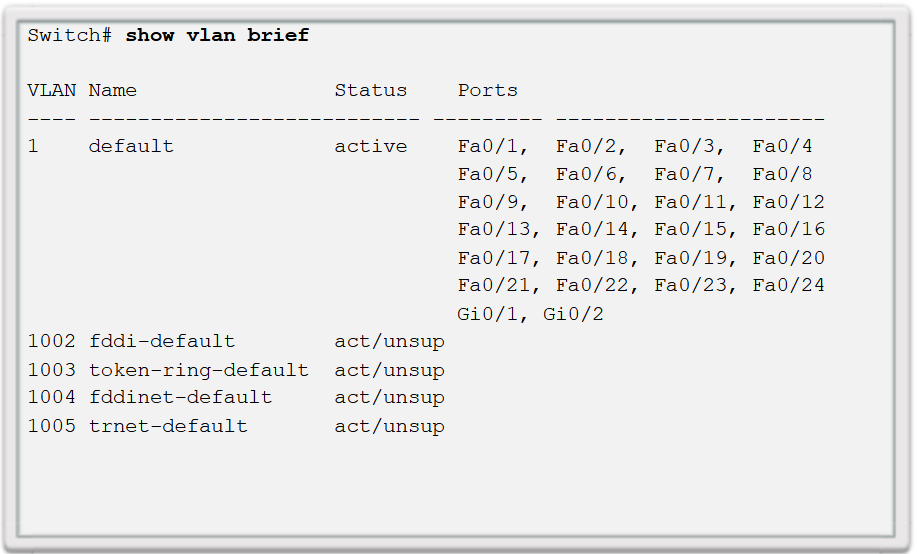 Switch# show vlan brief
VLAN Name                    Status    Ports
---- --------------------------- --------- ----------------------
1    default             active    Fa0/1,  Fa0/2,  Fa0/3,  Fa0/4
Fa0/5,  Fa0/6,  Fa0/7,  Fa0/8
Fa0/9,  Fa0/10, Fa0/11, Fa0/12
Fa0/13, Fa0/14, Fa0/15, Fa0/16
Fa0/17, Fa0/18, Fa0/19, Fa0/20
Fa0/21, Fa0/22, Fa0/23, Fa0/24
Gi0/1, Gi0/2
1002 fddi-default        act/unsup
1003 token-ring-default  act/unsup
1004 fddinet-default     act/unsup
1005 trnet-default       act/unsup